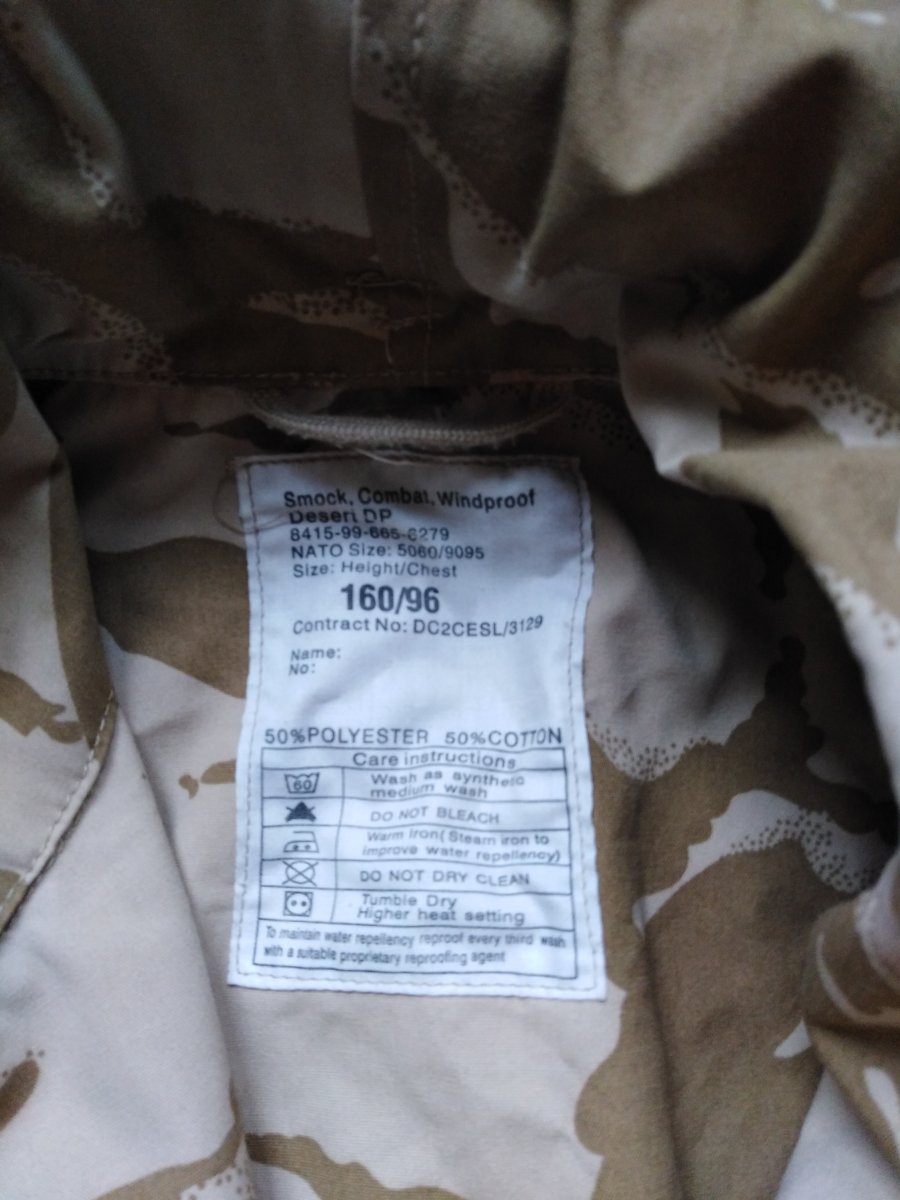 Smock, Combat, Windproof
Desert DP
8415-99-665-6279
NATO Size: 5060/9095
Size: Height/Chest
160/96
Contract No: DC2CESL/3129
Name:
No:
50%POLYESTER 50%COTTON
Care instructions
60
Wash as synthetic
medium wash
DO NOT BLEACH
Warm Iron( Steam iron to
improve water repellency)
DO NOT DRY CLEAN
Tumble Dry
Higher heat setting
To maintain water repellency reproof every third wash
with a suitable proprietary reproofing agent